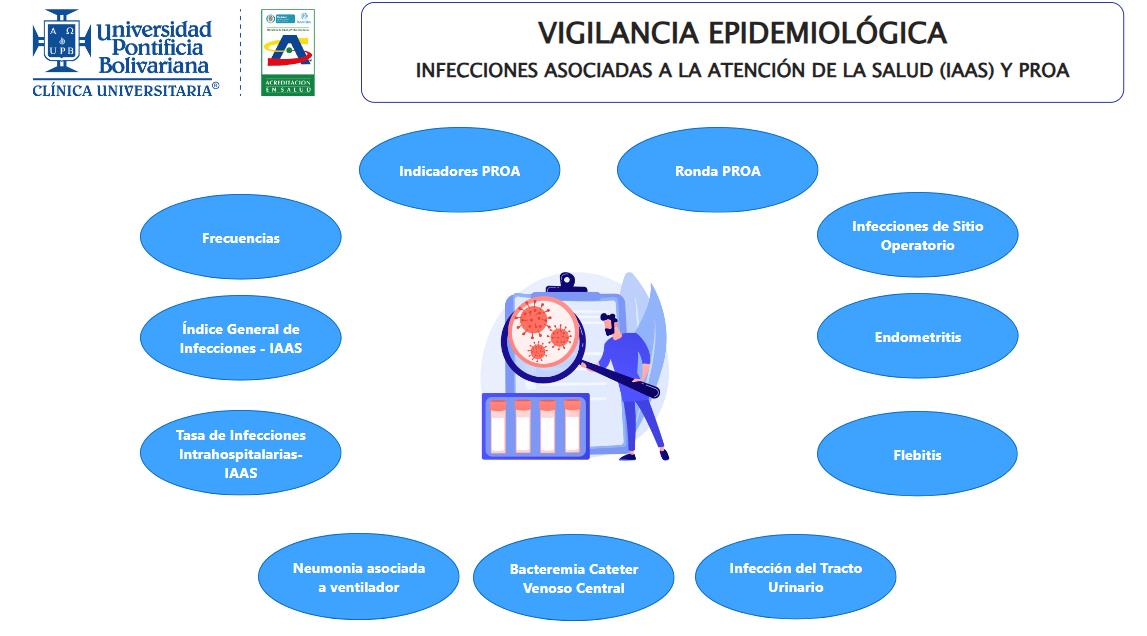 Universidad
Pontificia
Bolivariana
CLÍNICA UNIVERSITARIA®
A Ω
U P B
ACREDITACIÓN
EN SALUD
VIGILANCIA EPIDEMIOLÓGICA
INFECCIONES ASOCIADAS A LA ATENCIÓN DE LA SALUD (IAAS) Y PROA
Indicadores PROA
Ronda PROA
Frecuencias
Infecciones de Sitio
Operatorio
Índice General de
Infecciones - IAAS
Endometritis
Tasa de Infecciones
Intrahospitalarias-
IAAS
Flebitis
Neumonia asociada
a ventilador
Bacteremia Cateter
Venoso Central
Infección del Tracto
Urinario